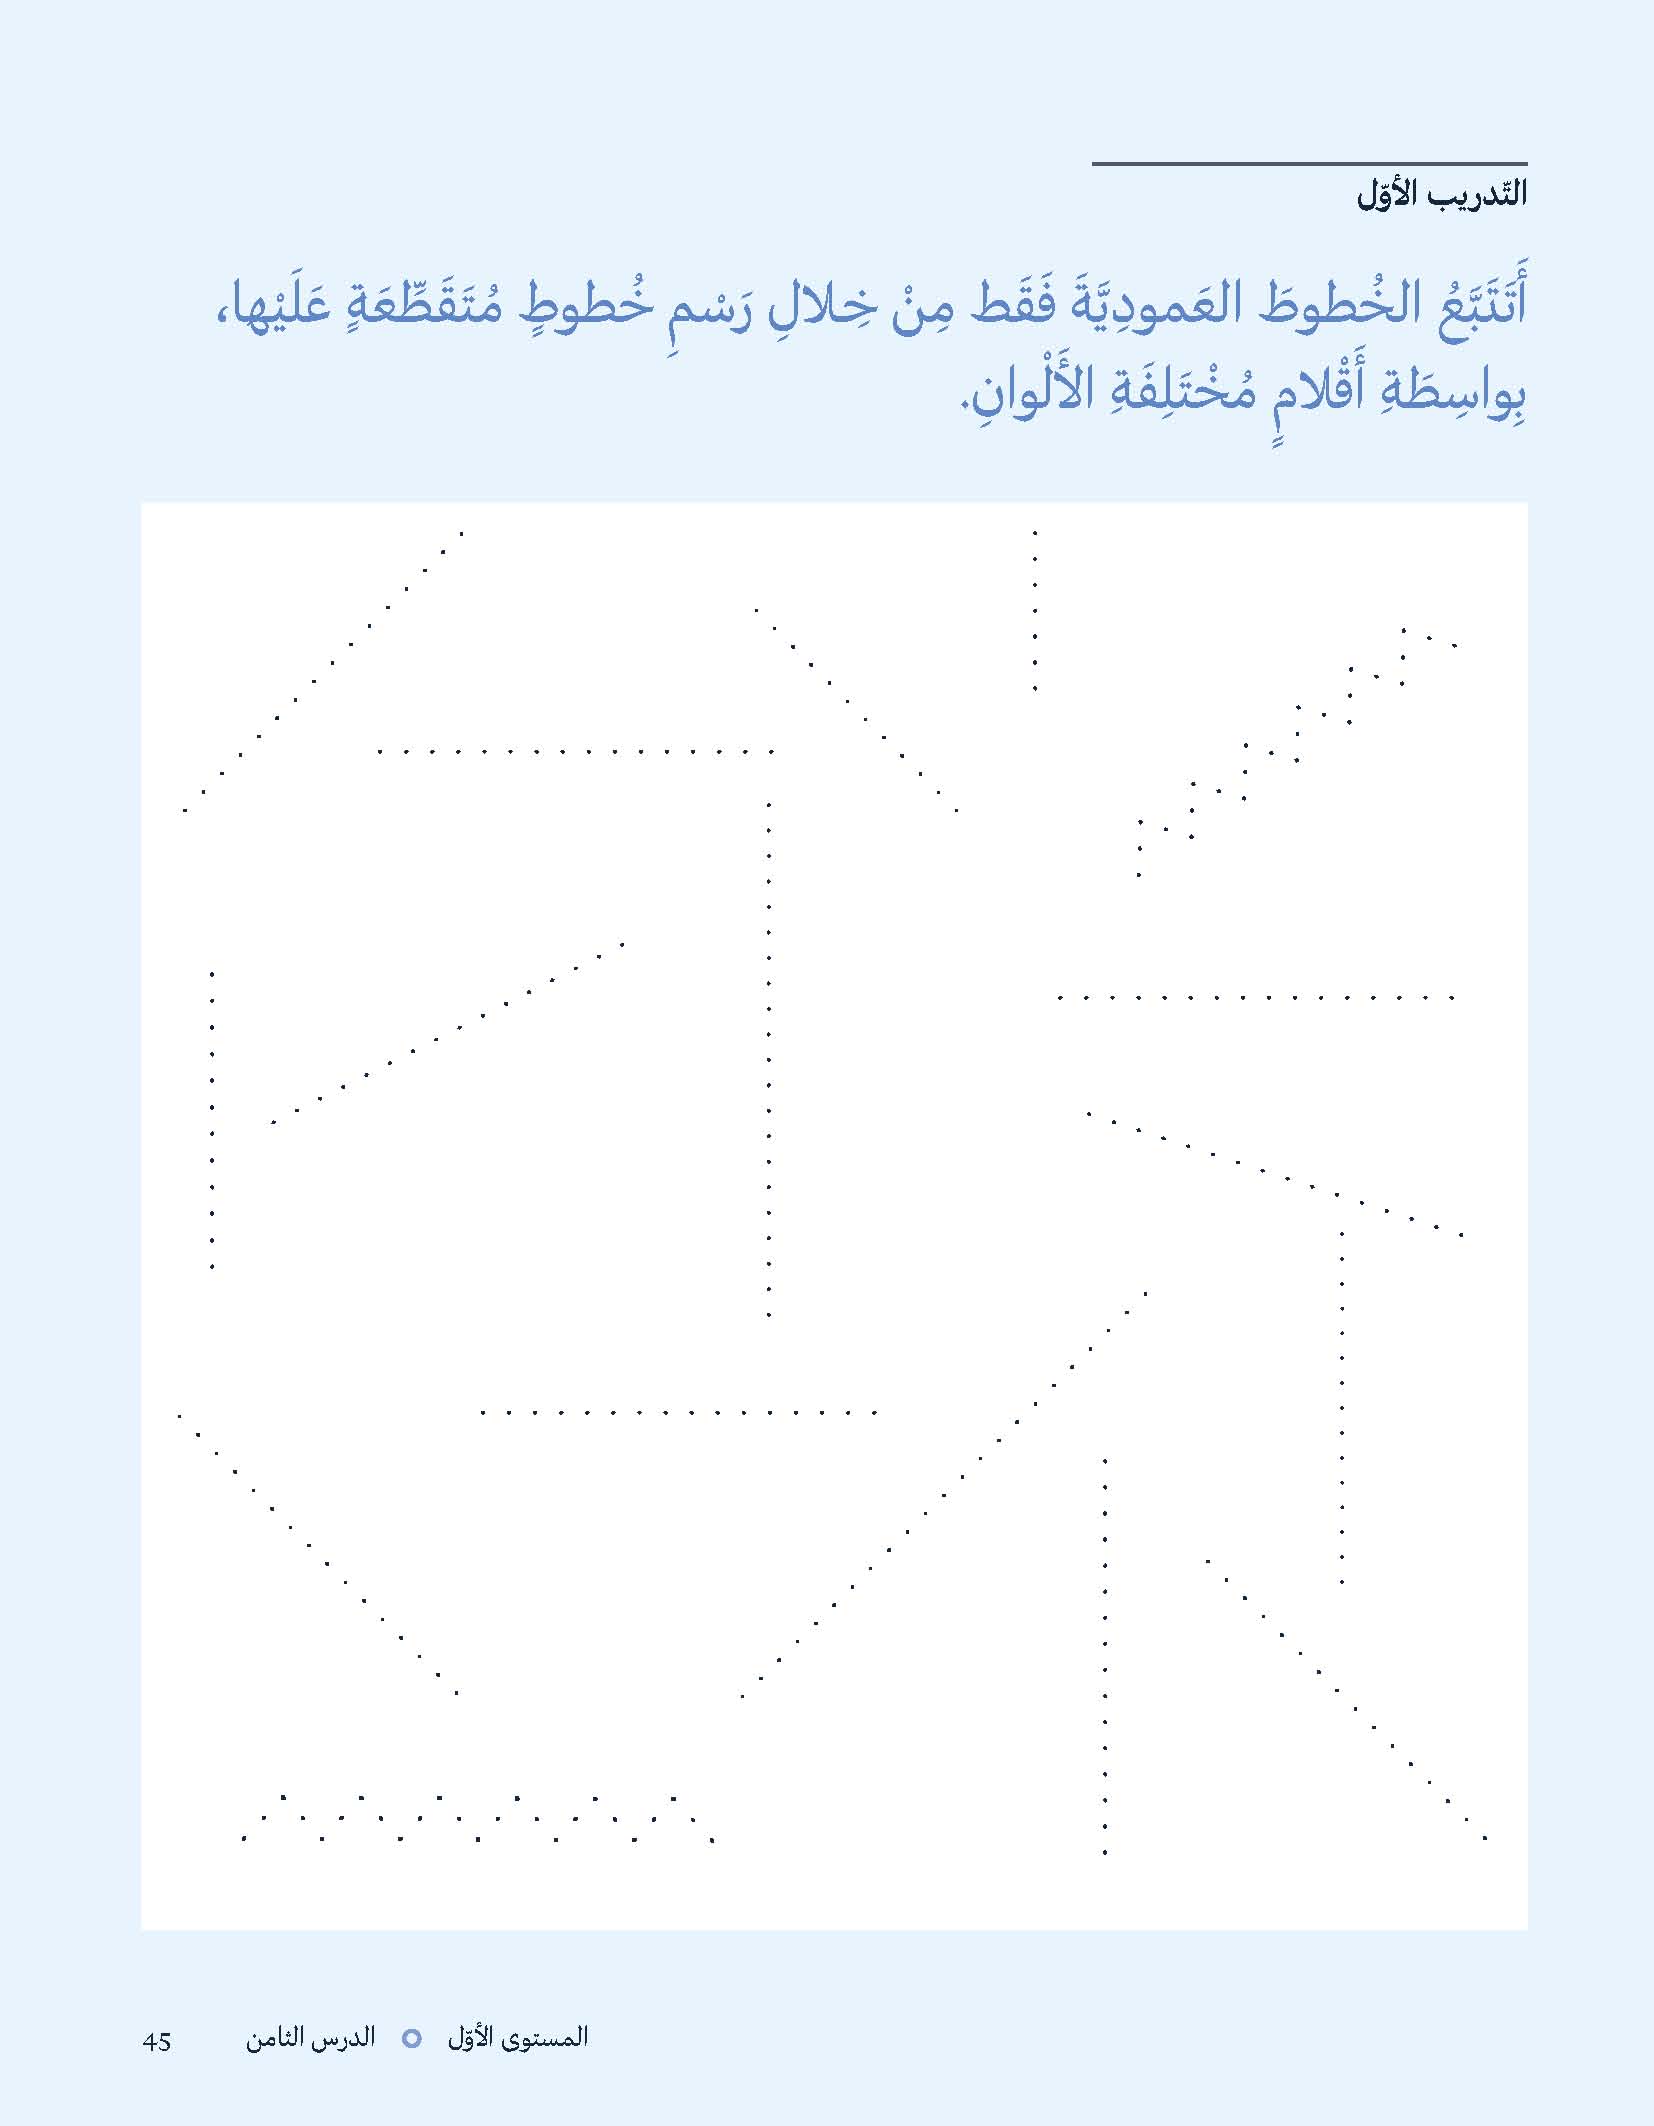 التّدريب الأوّل
أَتَتَبَّعُ الخُطوطَ العَمودِيَّةَ فَقَط مِنْ خِلالِ رَسْمِ خُطوطٍ مُتَقَطِّعَةٍ عَلَيْها،
بِواسِطَةِ أَقْلامٍ مُخْتَلِفَةِ الأَلْوانِ.
المستوى الأوّل الدرس الثامن 45